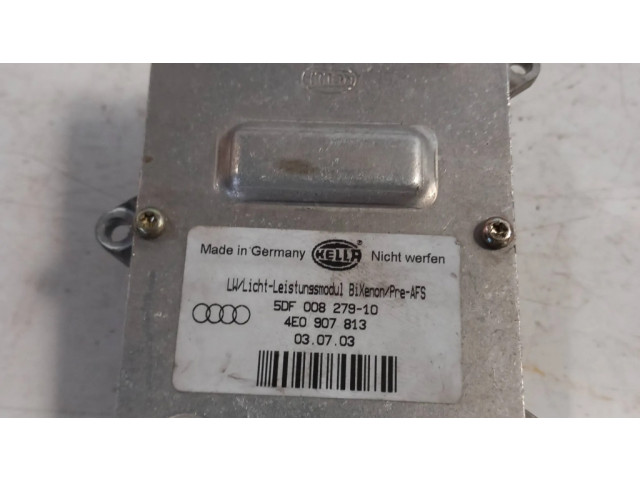 HELLA
Made in Germany HELLA ® Nicht werfen
LW/Licht-Leistungsmodul BiXenon/Pre-AFS
5DF 008 279-10
4E0 907 813
03.07.03